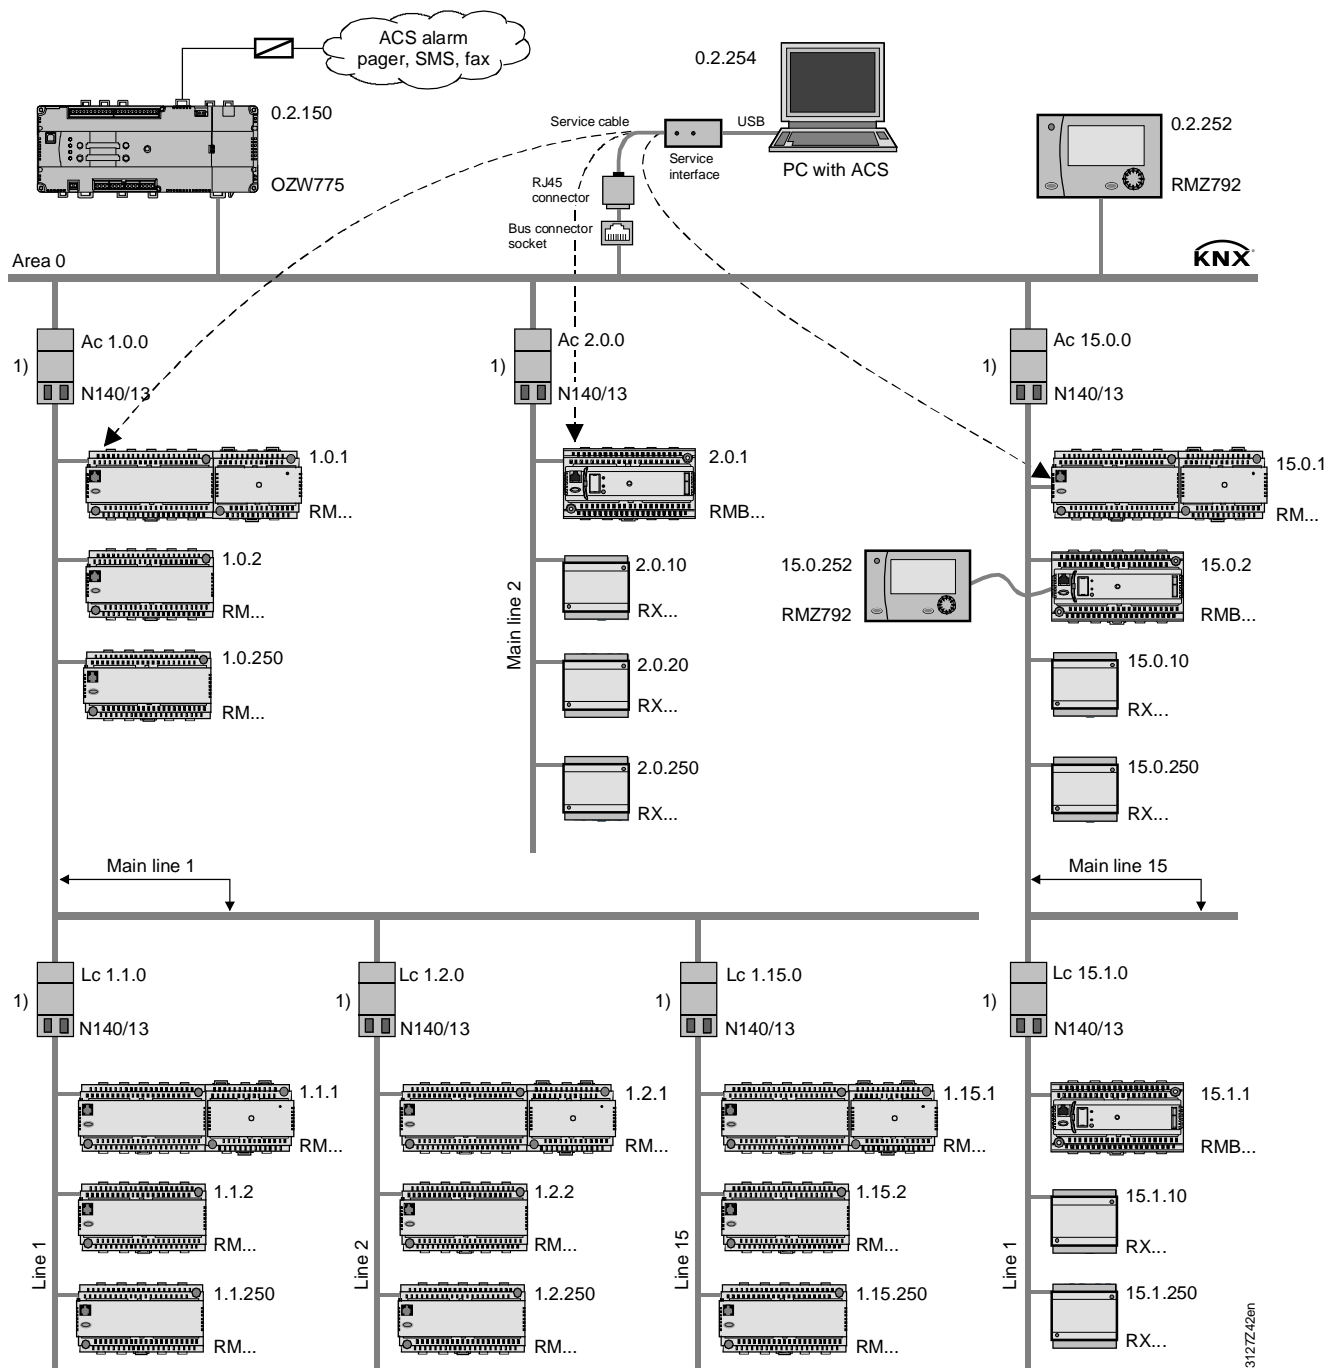 ACS alarm
pager, SMS, fax
0.2.150
OZW775
0.2.254
Service cable
USB
Service
interface
PC with ACS
RJ45
connector
Bus connector
socket
0.2.252
RMZ792
Area 0
KNX
Ac 1.0.0
1)
N140/13
Ac 2.0.0
1)
N140/13
Ac 15.0.0
1)
N140/13
1.0.1
RM...
1.0.2
RM...
1.0.250
RM...
Main line 2
2.0.1
RMB...
2.0.10
RX...
2.0.20
RX...
2.0.250
RX...
15.0.1
RM...
15.0.252
RMZ792
15.0.2
RMB...
15.0.10
RX...
15.0.250
RX...
Main line 1
Main line 15
Lc 1.1.0
1)
N140/13
Lc 1.2.0
1)
N140/13
Lc 1.15.0
1)
N140/13
Lc 15.1.0
1)
N140/13
Line 1
1.1.1
RM...
1.1.2
RM...
1.1.250
RM...
Line 2
1.2.1
RM...
1.2.2
RM...
1.2.250
RM...
Line 15
1.15.1
RM...
1.15.2
RM...
1.15.250
RM...
Line 1
15.1.1
RMB...
15.1.10
RX...
15.1.250
RX...
3127Z42en